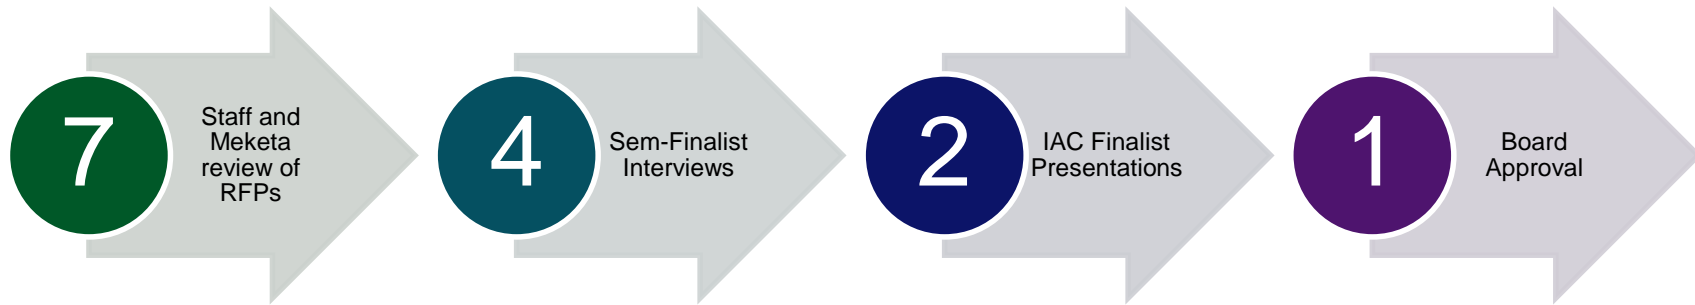 7
Staff and
Meketa
review of
RFPs
4
Sem-Finalist
Interviews
2
IAC Finalist
Presentations
1
Board
Approval